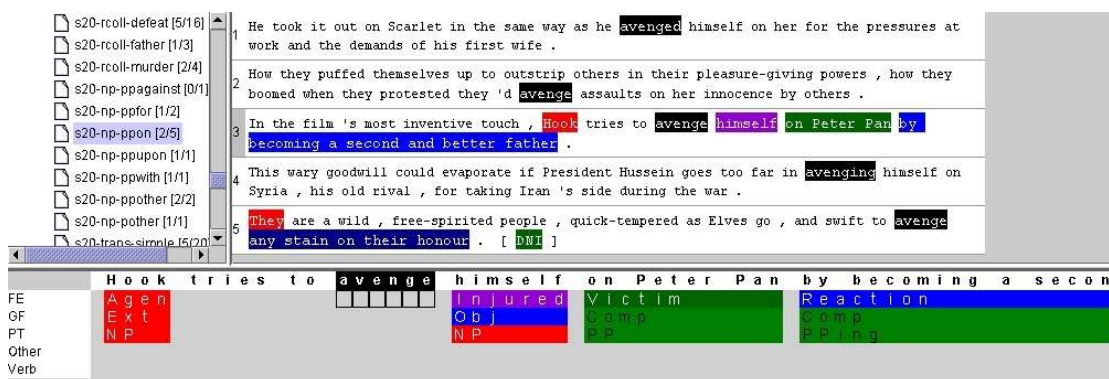 s20-rcoll-defeat [5/16]
s20-rcoll-father [1/3]
s20-rcoll-murder [2/4]
s20-np-ppagainst [0/1]
s20-np-ppfor [1/2]
s20-np-ppon [2/5]
s20-np-ppupon [1/1]
s20-np-ppwith [1/1]
s20-np-ppother [2/2]
s20-np-pother [1/1]
s20-trans-simple [5/20]
1 He took it out on Scarlet in the same way as he avenged himself on her for the pressures at
work and the demands of his first wife .
2 How they puffed themselves up to outstrip others in their pleasure-giving powers , how they
boomed when they protested they 'd avenge assaults on her innocence by others .
3 In the film 's most inventive touch , Hook tries to avenge himself on Peter Pan by
becoming a second and better father .
4 This wary goodwill could evaporate if President Hussein goes too far in avenging himself on
Syria , his old rival , for taking Iran 's side during the war .
5 They are a wild , free-spirited people , quick-tempered as Elves go , and swift to avenge
any stain on their honour . [ DNI ]
Hook tries to avenge himself on Peter Pan by becoming a secon
FE Agen Injured Victim Reaction
GF Ext Obj Comp Comp
PT NP NP PP PPing
Other
Verb